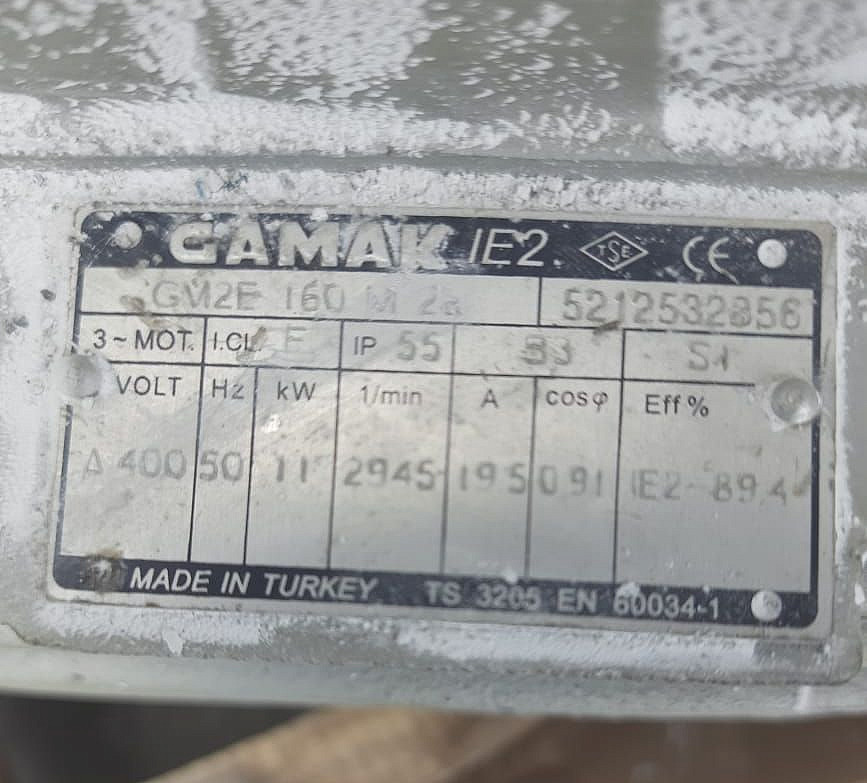 GAMAK IE2 TSE CE
GM2E 160 M 2a 5212532856
3~MOT. I.CL. F IP 55 B3 S1
VOLT Hz kW 1/min A cosφ Eff%
Δ 400 50 11 2945 195 0 91 IE2- 89 4
MADE IN TURKEY TS 3205 EN 60034-1